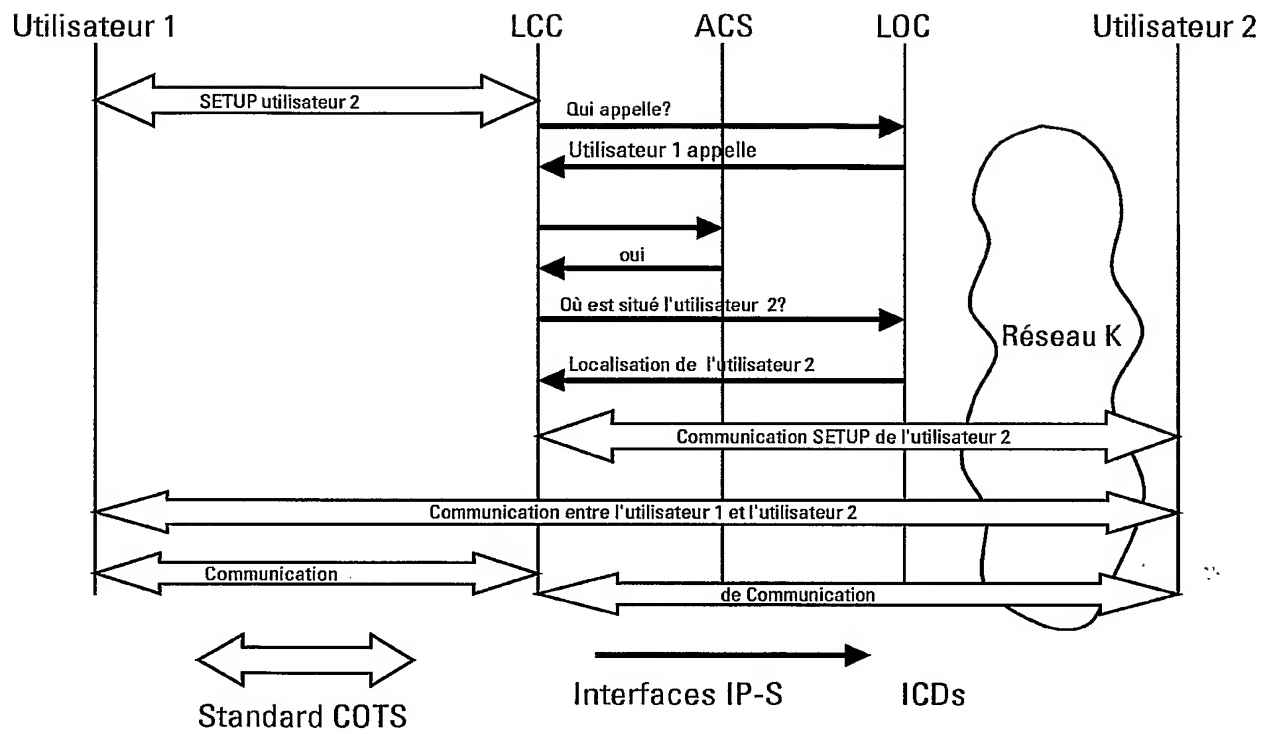 Utilisateur 1 LCC ACS LOC Utilisateur 2
SETUP utilisateur 2
Qui appelle?
Utilisateur 1 appelle
oui
Où est situé l'utilisateur 2?
Réseau K
Localisation de l'utilisateur 2
Communication SETUP de l'utilisateur 2
Communication entre l'utilisateur 1 et l'utilisateur 2
Communication
de Communication
Interfaces IP-S ICDs
Standard COTS